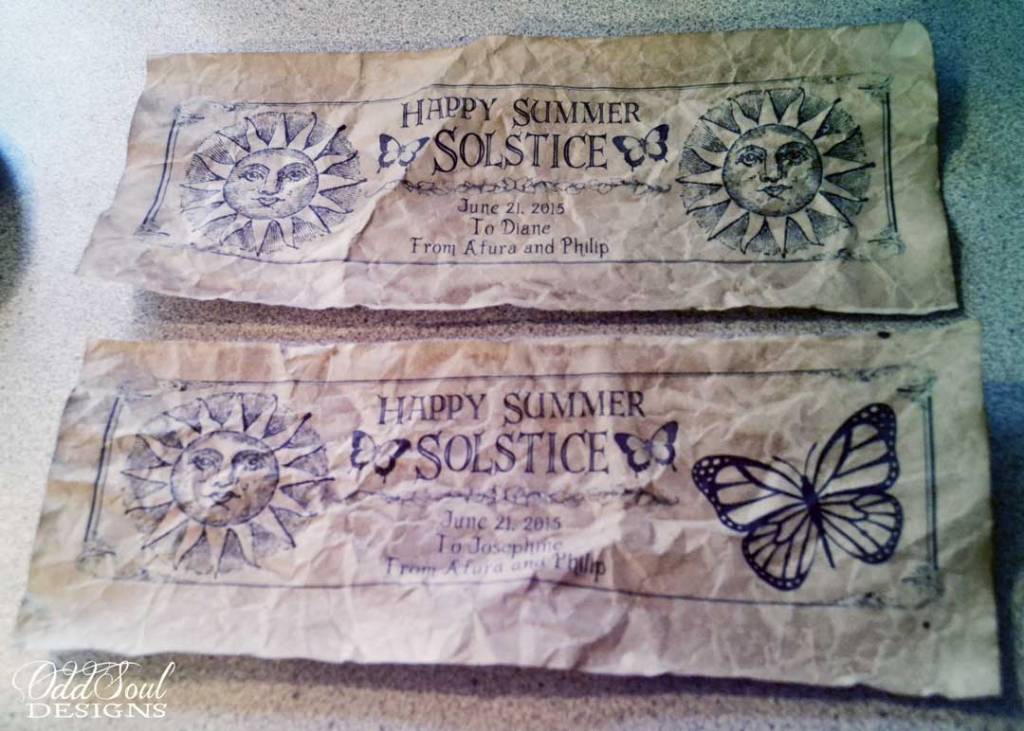 HAPPY SUMMER
SOLSTICE
June 21, 2015
To Diane
From Afura and Philip
HAPPY SUMMER
SOLSTICE
June 21, 2015
To Josephine
From Afura and Philip
OddSoul
DESIGNS